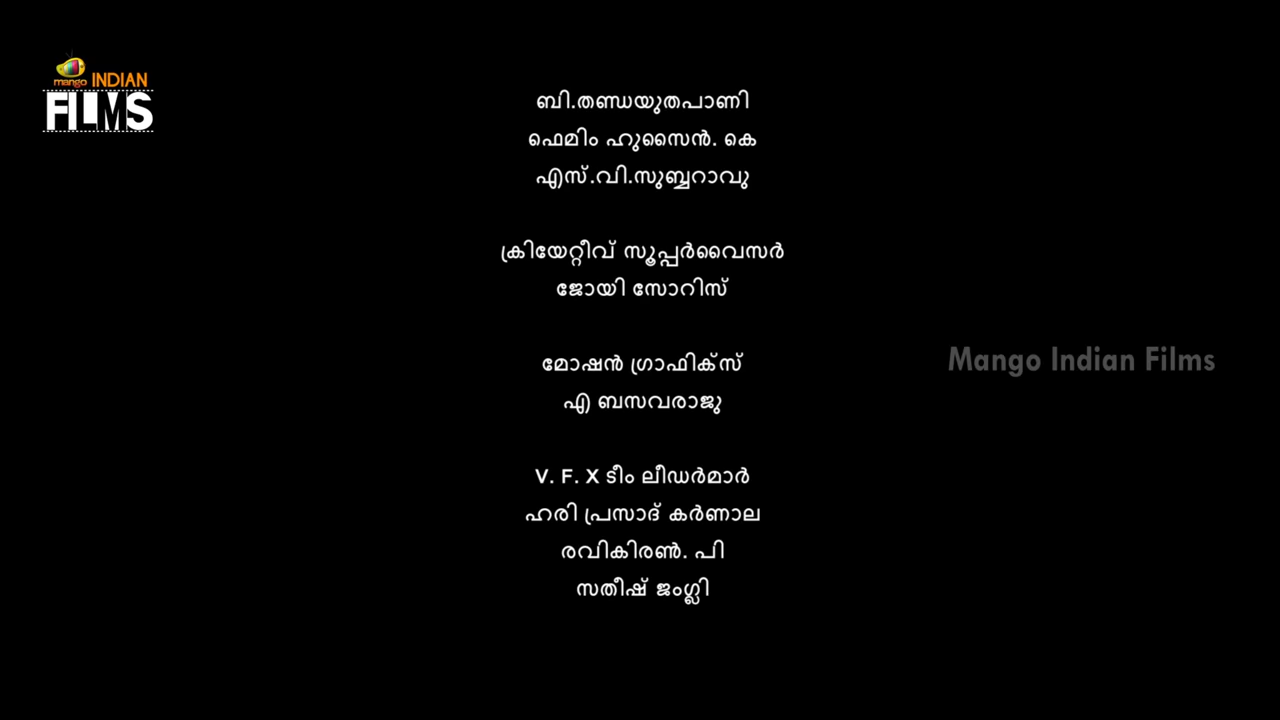 mango INDIAN
FILMS
ബി.തണ്ഡയുതപാണി
ഫെമിം ഹുസൈൻ. കെ
എസ്.വി.സുബ്ബറാവു
ക്രിയേറ്റീവ് സൂപ്പർവൈസർ
ജോയി സോറിസ്
മോഷൻ ഗ്രാഫിക്സ്
എ ബസവരാജു
Mango Indian Films
V. F. X ടീം ലീഡർമാർ
ഹരി പ്രസാദ് കർണാല
രവികിരൺ. പി
സതീഷ് ജംഗ്ലി